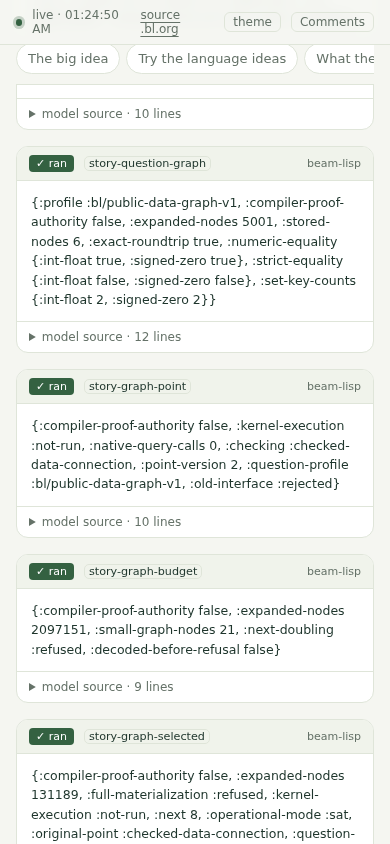 live · 01:24:50 AM
source .bl.org
theme
Comments
The big idea
Try the language ideas
What the
▶ model source · 10 lines
✓ ran story-question-graph beam-lisp
{:profile :bl/public-data-graph-v1, :compiler-proof-
authority false, :expanded-nodes 5001, :stored-
nodes 6, :exact-roundtrip true, :numeric-equality
{:int-float true, :signed-zero true}, :strict-equality
{:int-float false, :signed-zero false}, :set-key-counts
{:int-float 2, :signed-zero 2}}
▶ model source · 12 lines
✓ ran story-graph-point beam-lisp
{:compiler-proof-authority false, :kernel-execution
:not-run, :native-query-calls 0, :checking :checked-
data-connection, :point-version 2, :question-profile
:bl/public-data-graph-v1, :old-interface :rejected}
▶ model source · 10 lines
✓ ran story-graph-budget beam-lisp
{:compiler-proof-authority false, :expanded-nodes
2097151, :small-graph-nodes 21, :next-doubling
:refused, :decoded-before-refusal false}
▶ model source · 9 lines
✓ ran story-graph-selected beam-lisp
{:compiler-proof-authority false, :expanded-nodes
131189, :full-materialization :refused, :kernel-
execution :not-run, :next 8, :operational-mode :sat,
:original-point :checked-data-connection, :question-